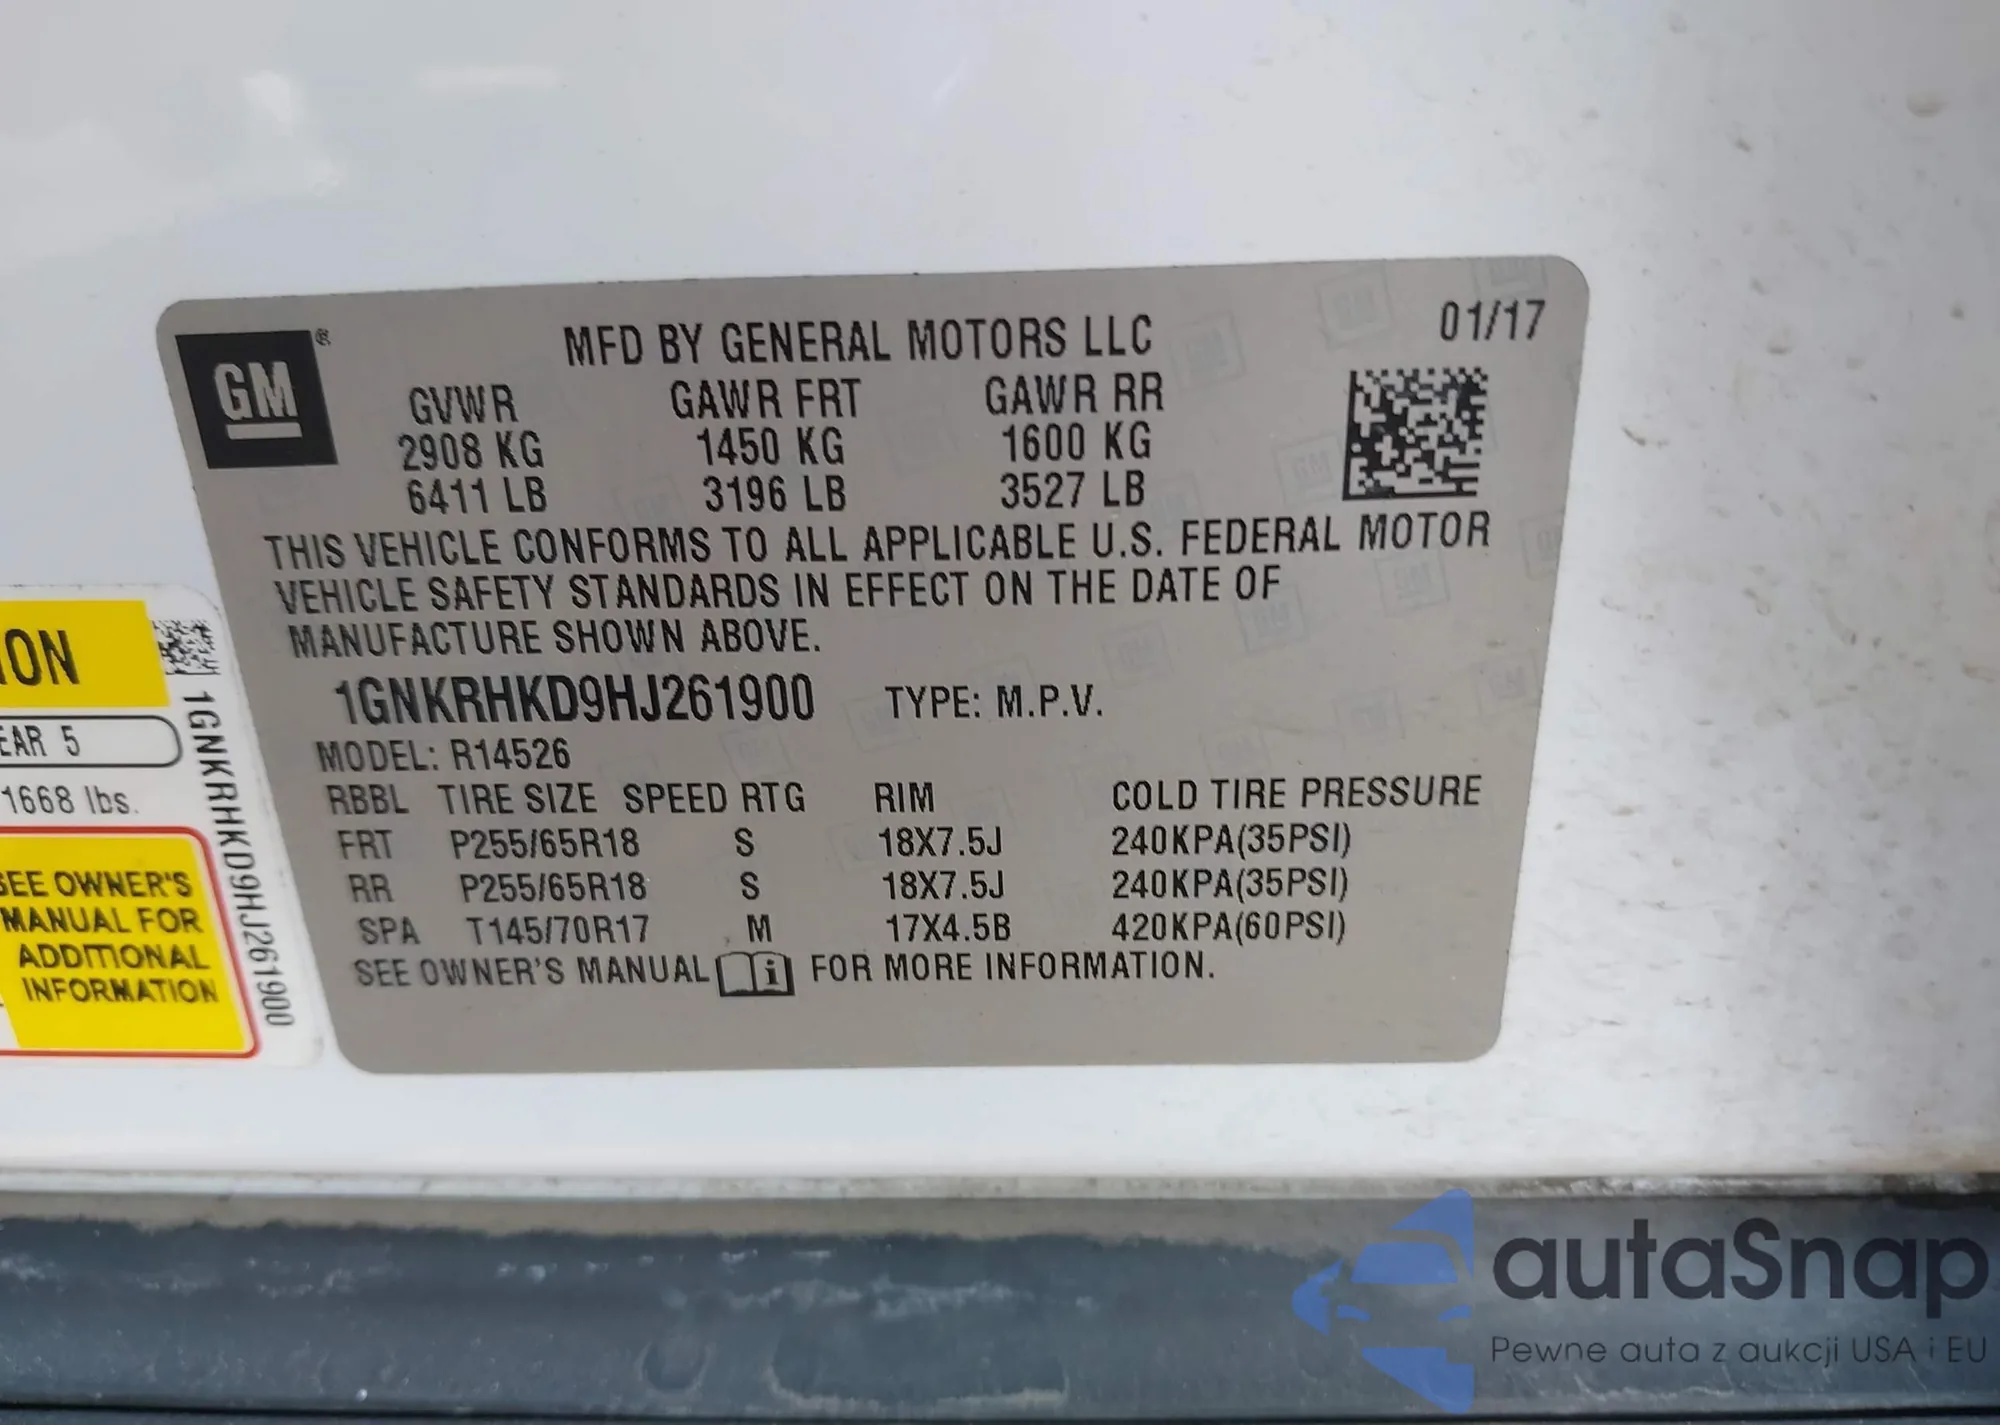 GM ®
MFD BY GENERAL MOTORS LLC
01/17
GVWR GAWR FRT GAWR RR
2908 KG 1450 KG 1600 KG
6411 LB 3196 LB 3527 LB
THIS VEHICLE CONFORMS TO ALL APPLICABLE U.S. FEDERAL MOTOR
VEHICLE SAFETY STANDARDS IN EFFECT ON THE DATE OF
MANUFACTURE SHOWN ABOVE.
1GNKRHKD9HJ261900 TYPE: M.P.V.
MODEL: R14526
RBBL TIRE SIZE SPEED RTG RIM COLD TIRE PRESSURE
FRT P255/65R18 S 18X7.5J 240KPA(35PSI)
RR P255/65R18 S 18X7.5J 240KPA(35PSI)
SPA T145/70R17 M 17X4.5B 420KPA(60PSI)
SEE OWNER'S MANUAL i FOR MORE INFORMATION.
ION
EAR 5
1668 lbs.
SEE OWNER'S
MANUAL FOR
ADDITIONAL
INFORMATION
1GNKRHKD9HJ261900
autaSnap
Pewne auta z aukcji USA i EU